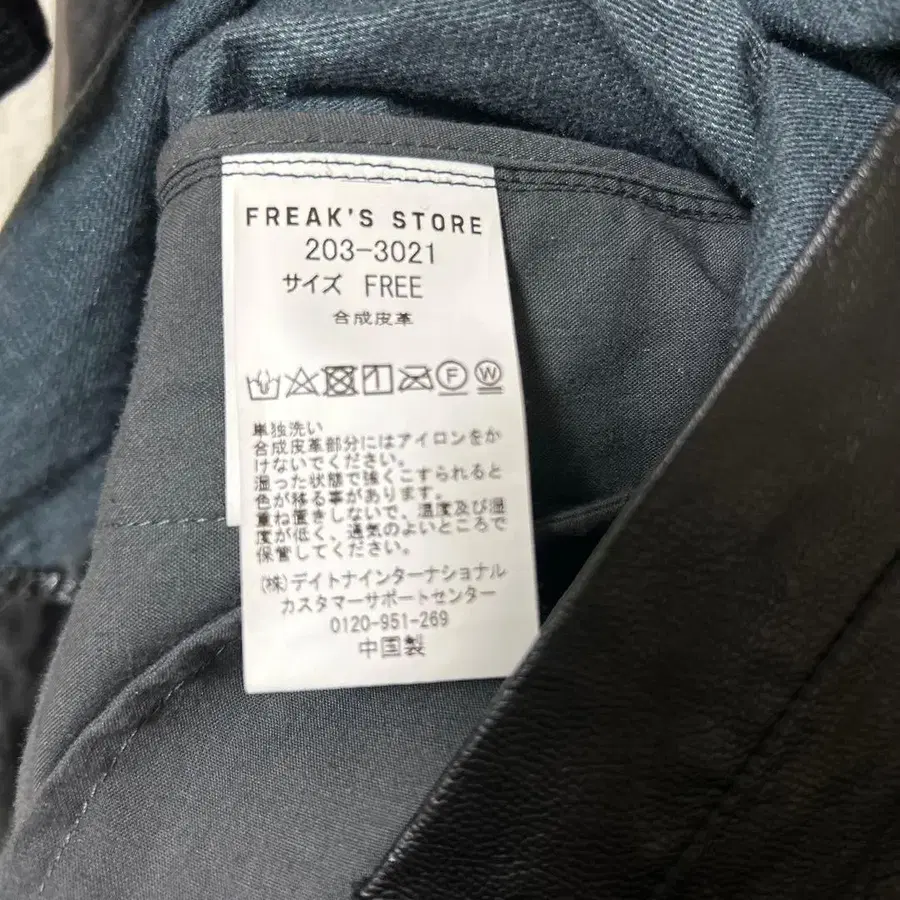 FREAK'S STORE
203-3021
サイズ FREE
合成皮革
F W
単独洗い
合成皮革部分にはアイロンをか
けないでください。
湿った状態で強くこすられると
色が移る事があります。
重ね置きしないで、温度及び湿
度が低く、通気のよいところで
保管してください。
(株)デイトナインターナショナル
カスタマーサポートセンター
0120-951-269
中国製